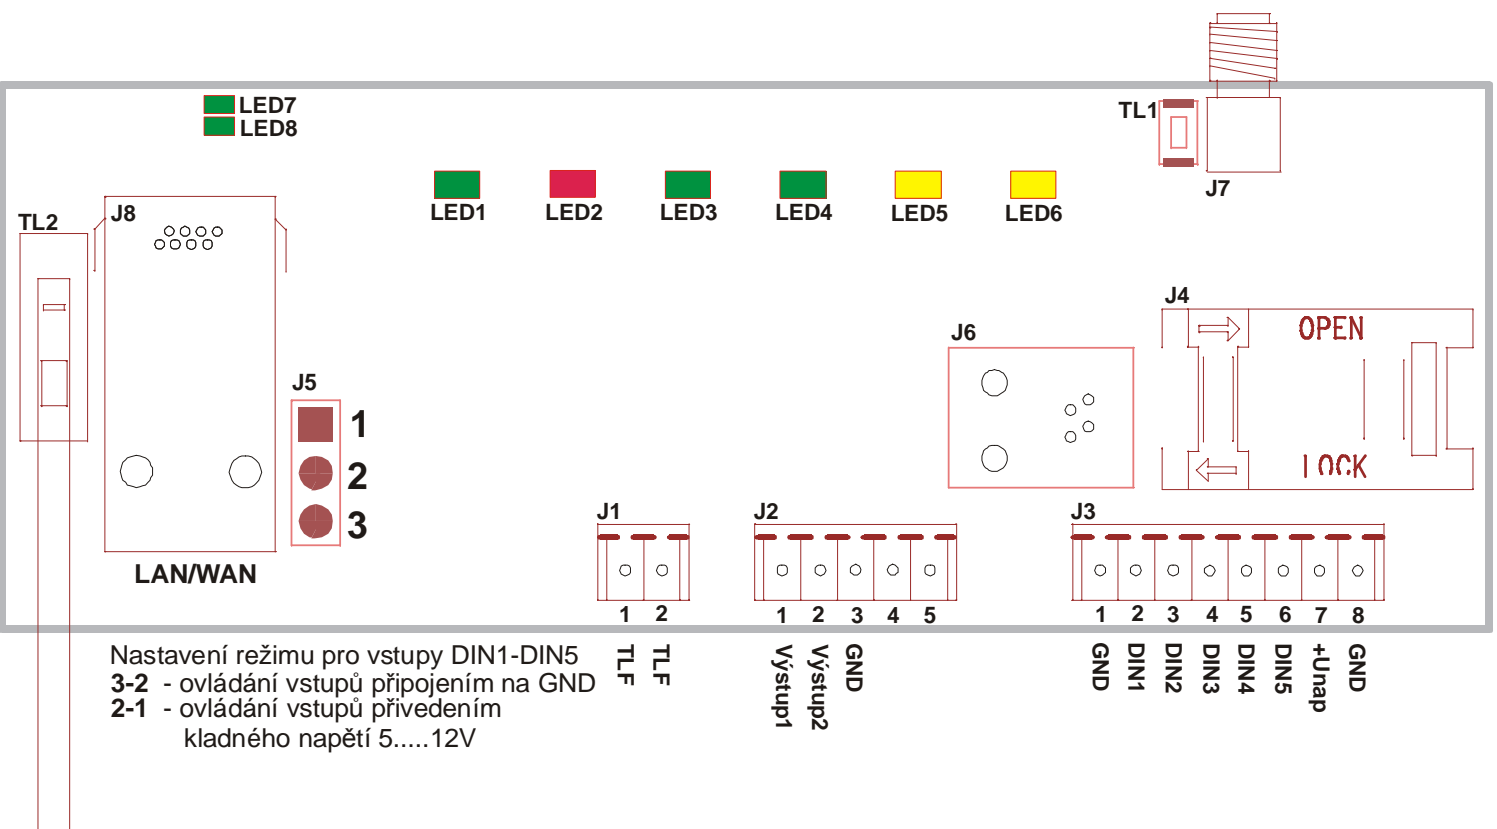 LED7
LED8
TL1
J7
LED1 LED2 LED3 LED4 LED5 LED6
TL2
J8
J4
OPEN
J6
J5
1
2
3
LOCK
LAN/WAN
J1
J2
J3
1 2
1 2 3 4 5
1 2 3 4 5 6 7 8
TLF
TLF
Výstup1
Výstup2
GND
GND
DIN1
DIN2
DIN3
DIN4
DIN5
+Unap
GND
Nastavení režimu pro vstupy DIN1-DIN5
3-2 - ovládání vstupů připojením na GND
2-1 - ovládání vstupů přivedením
kladného napětí 5.....12V